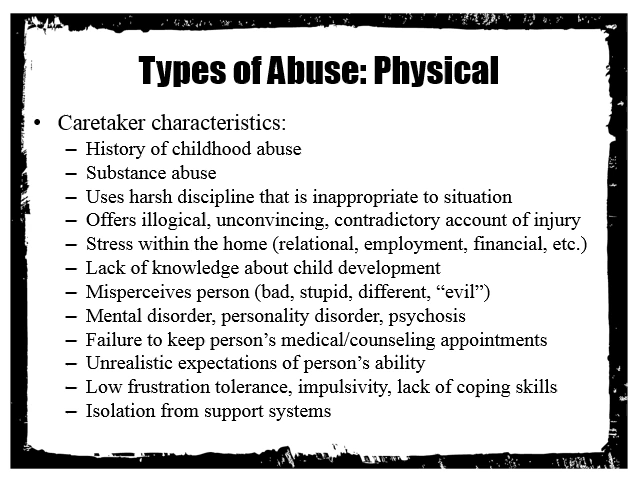 Types of Abuse: Physical
• Caretaker characteristics:
– History of childhood abuse
– Substance abuse
– Uses harsh discipline that is inappropriate to situation
– Offers illogical, unconvincing, contradictory account of injury
– Stress within the home (relational, employment, financial, etc.)
– Lack of knowledge about child development
– Misperceives person (bad, stupid, different, “evil”)
– Mental disorder, personality disorder, psychosis
– Failure to keep person’s medical/counseling appointments
– Unrealistic expectations of person’s ability
– Low frustration tolerance, impulsivity, lack of coping skills
– Isolation from support systems